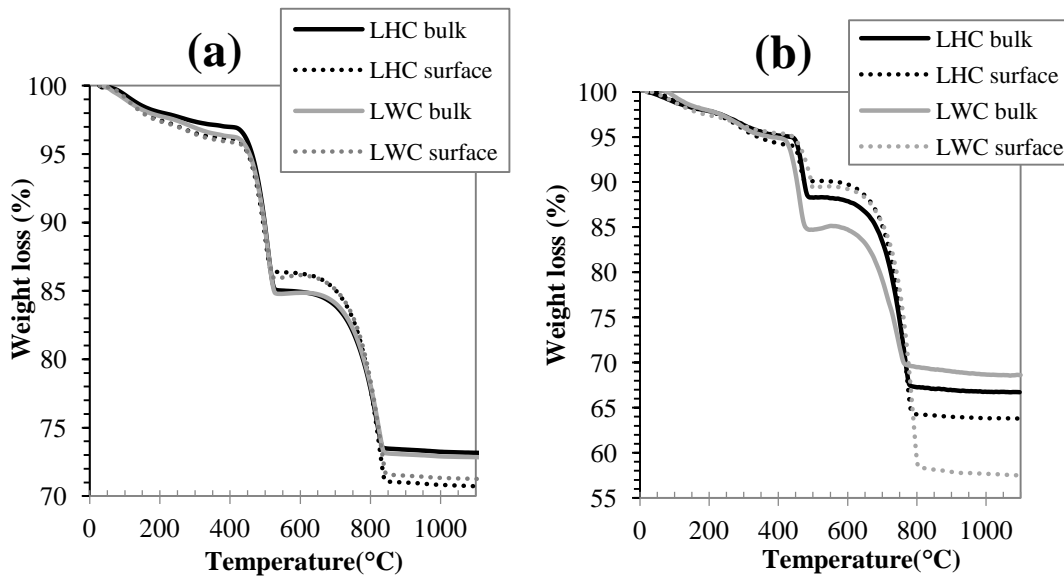 (a)
LHC bulk
LHC surface
LWC bulk
LWC surface
100
95
90
85
80
75
70
Weight loss (%)
0 200 400 600 800 1000
Temperature(°C)
(b)
LHC bulk
LHC surface
LWC bulk
LWC surface
100
95
90
85
80
75
70
65
60
55
Weight loss (%)
0 200 400 600 800 1000
Temperature(°C)